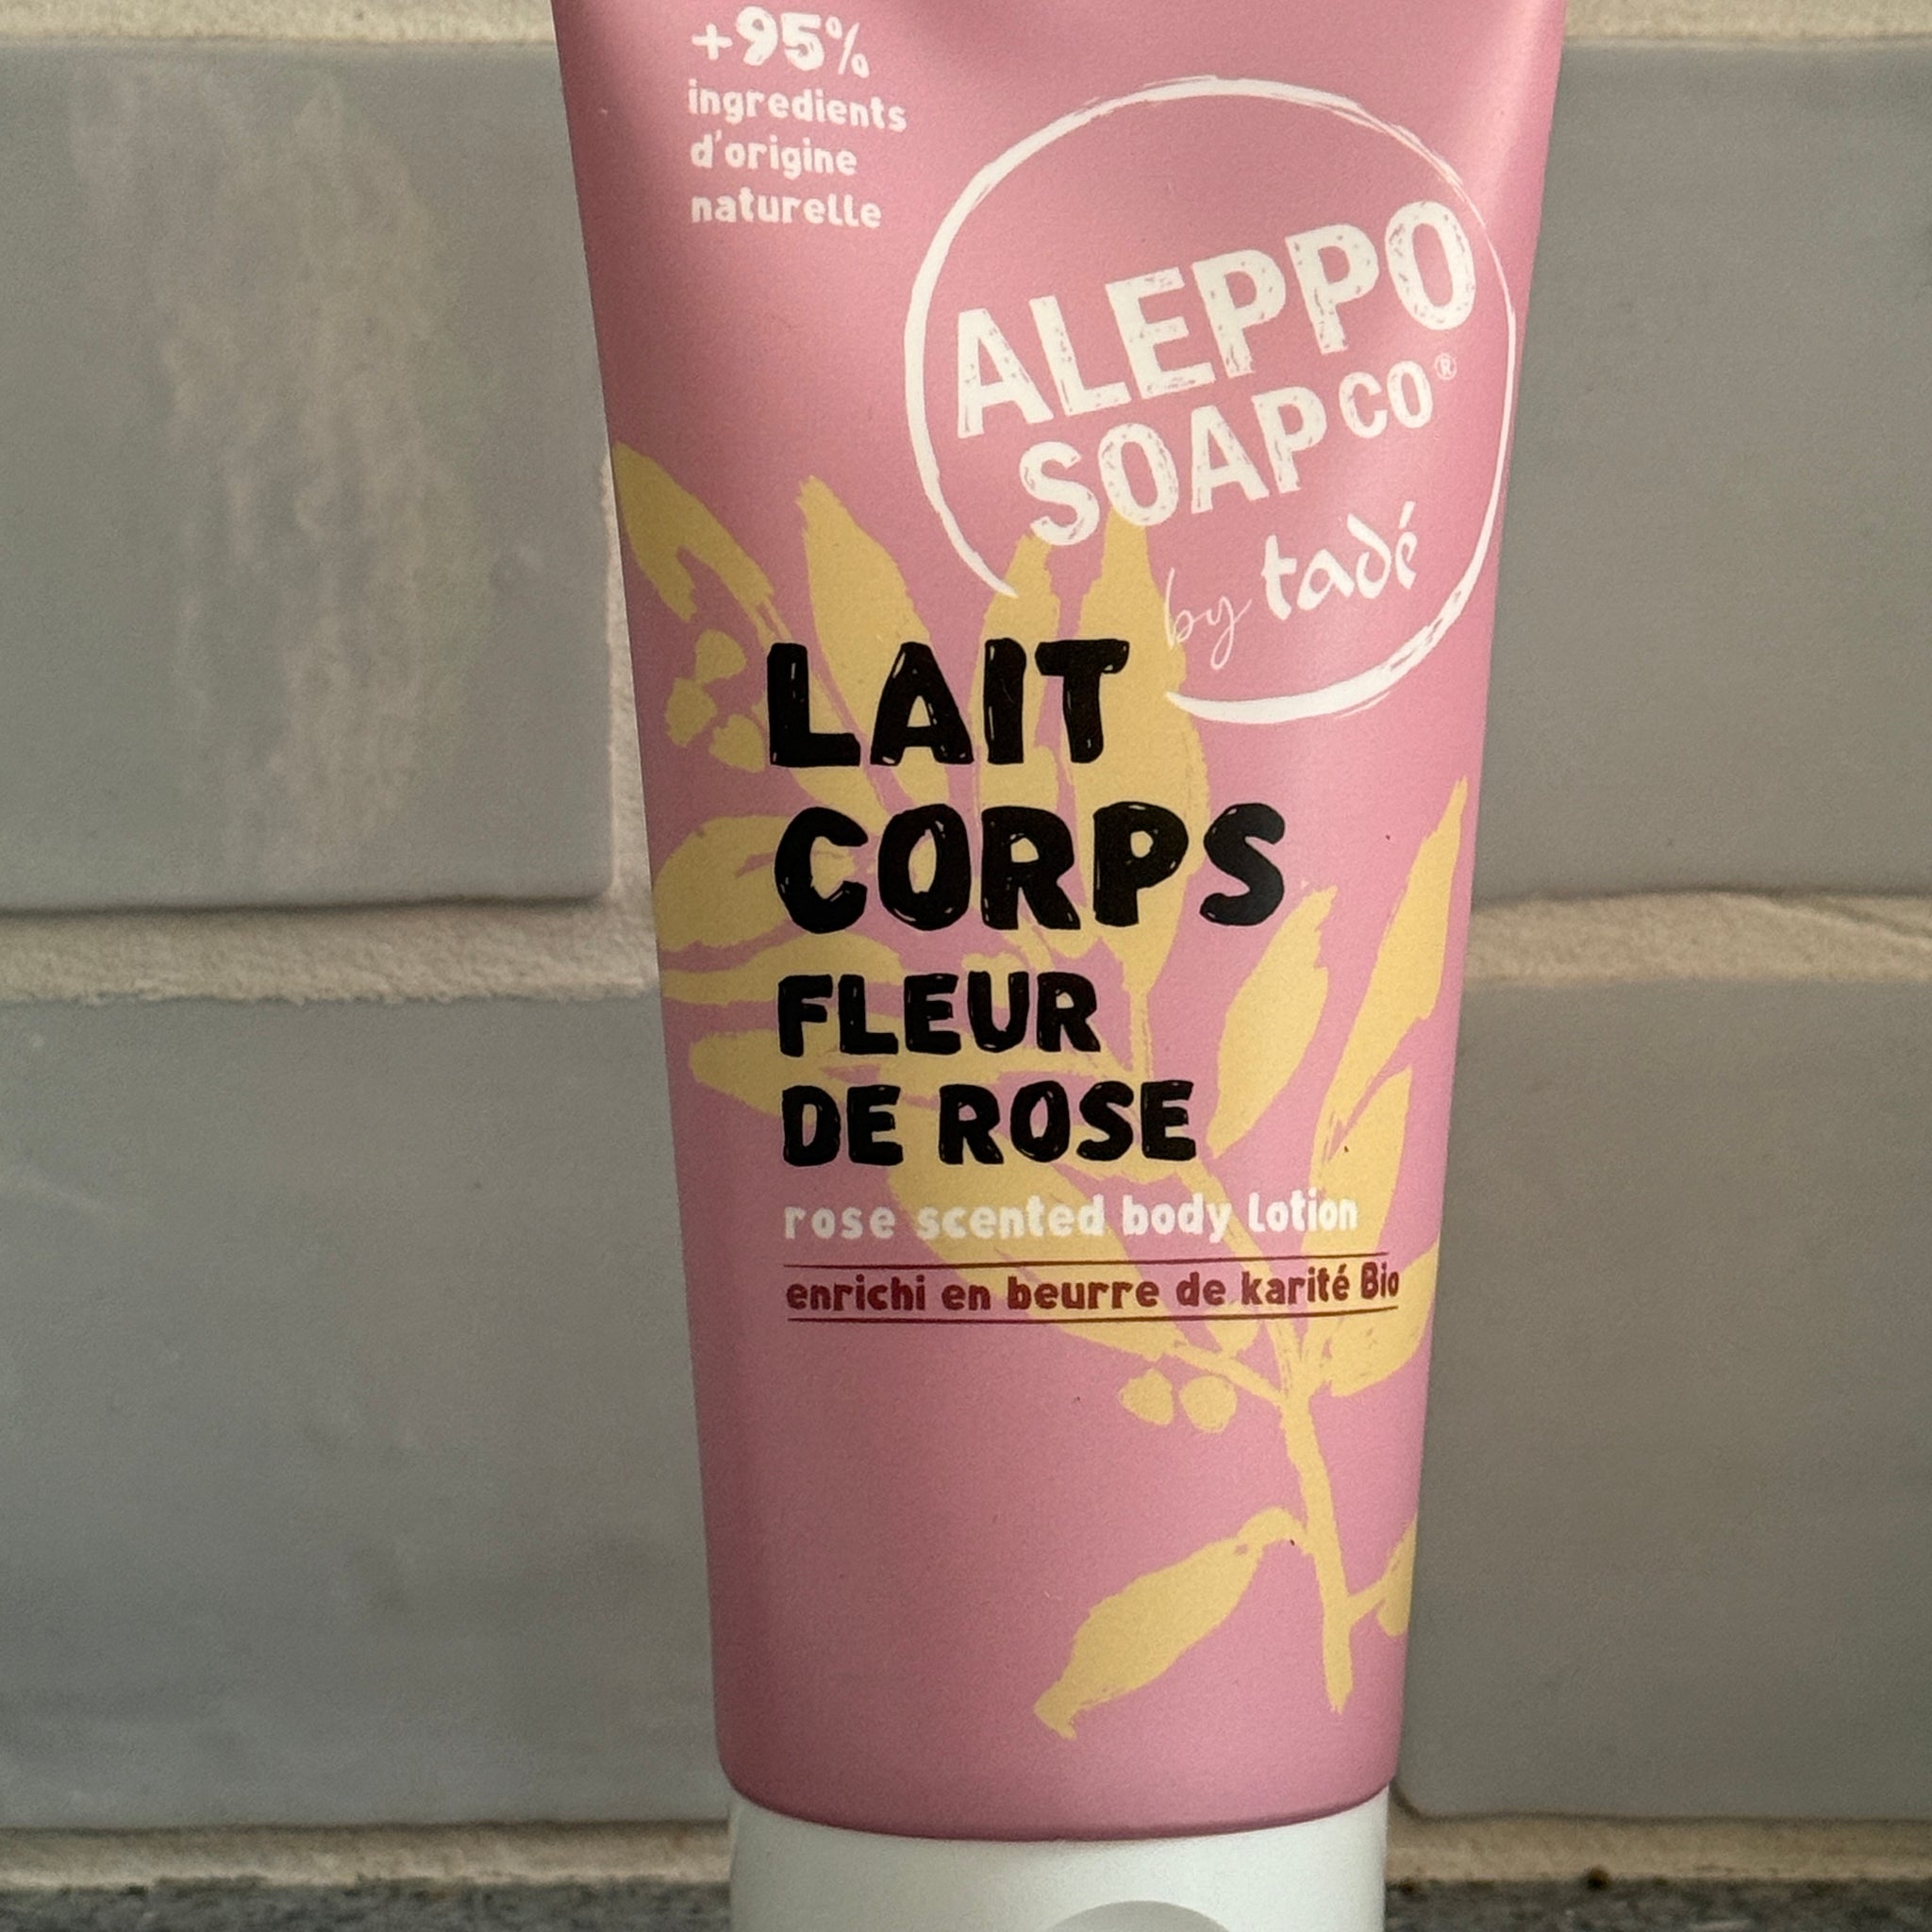 +95%
ingredients
d'origine
naturelle
ALEPPO
SOAP CO®
by tadé
LAIT
CORPS
FLEUR
DE ROSE
rose scented body lotion
enrichi en beurre de karité Bio